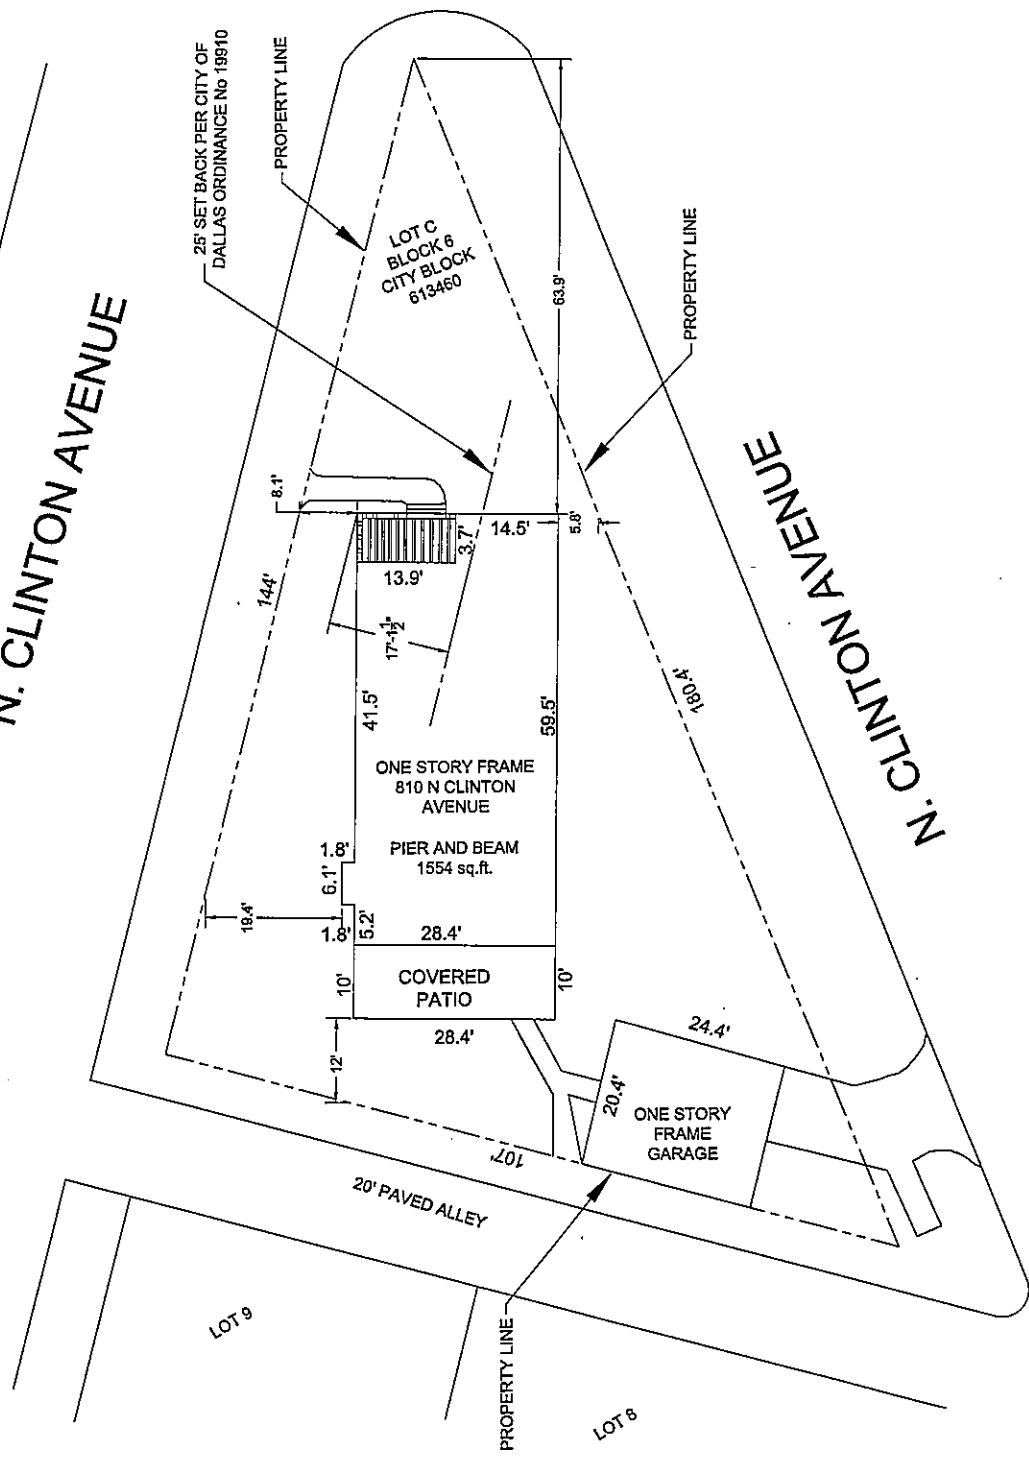 N. CLINTON AVENUE
25' SET BACK PER CITY OF
DALLAS ORDINANCE No 19910
PROPERTY LINE
LOT C
BLOCK 6
CITY BLOCK
613460
63.9'
PROPERTY LINE
8.1'
144'
14.5'
5.8'
3.7'
13.9'
17'-1 1/2"
N. CLINTON AVENUE
180.4'
41.5'
59.5'
ONE STORY FRAME
810 N CLINTON
AVENUE
PIER AND BEAM
1554 sq.ft.
1.8'
6.1'
19.4'
1.8'
5.2'
28.4'
10'
COVERED
PATIO
10'
28.4'
12'
24.4'
20.4'
ONE STORY
FRAME
GARAGE
107'
20' PAVED ALLEY
PROPERTY LINE
LOT 9
LOT 8